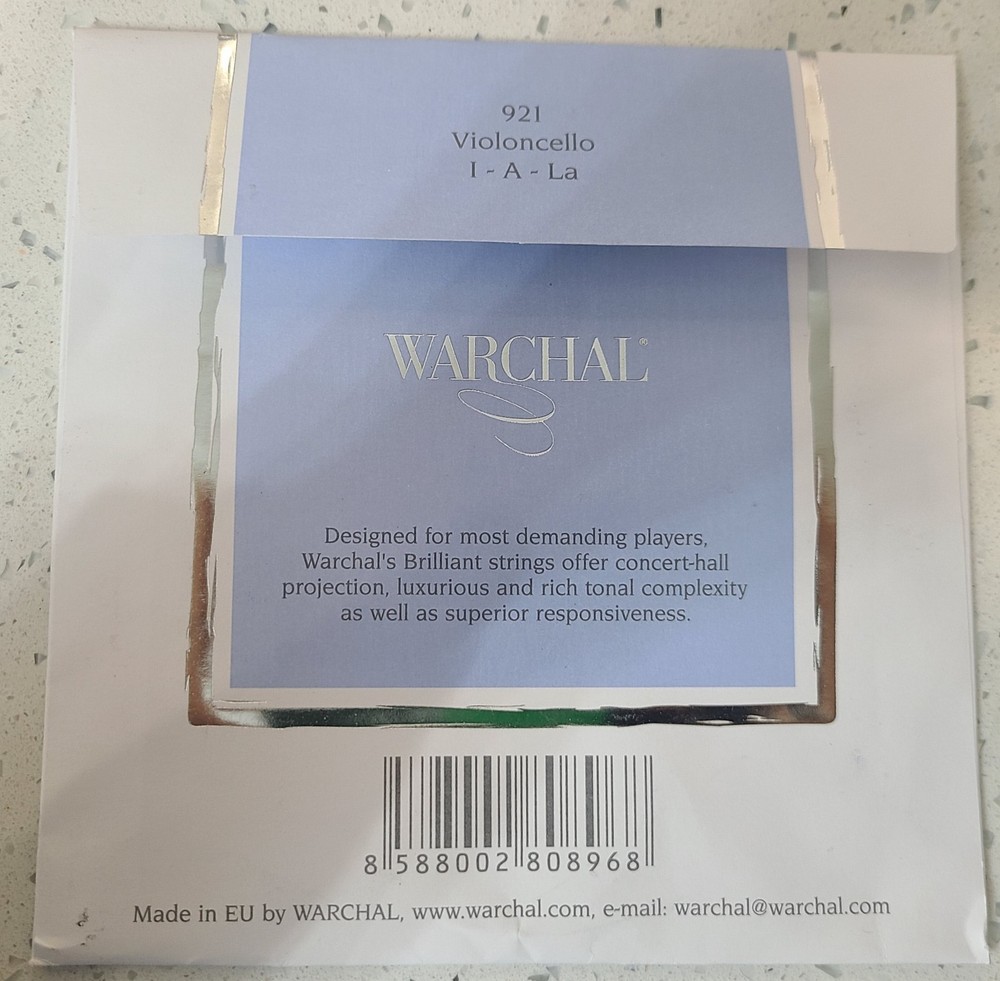 921
Violoncello
I - A - La
WARCHAL®
Designed for most demanding players,
Warchal's Brilliant strings offer concert-hall
projection, luxurious and rich tonal complexity
as well as superior responsiveness.
8 588002 808968
Made in EU by WARCHAL, www.warchal.com, e-mail: warchal@warchal.com